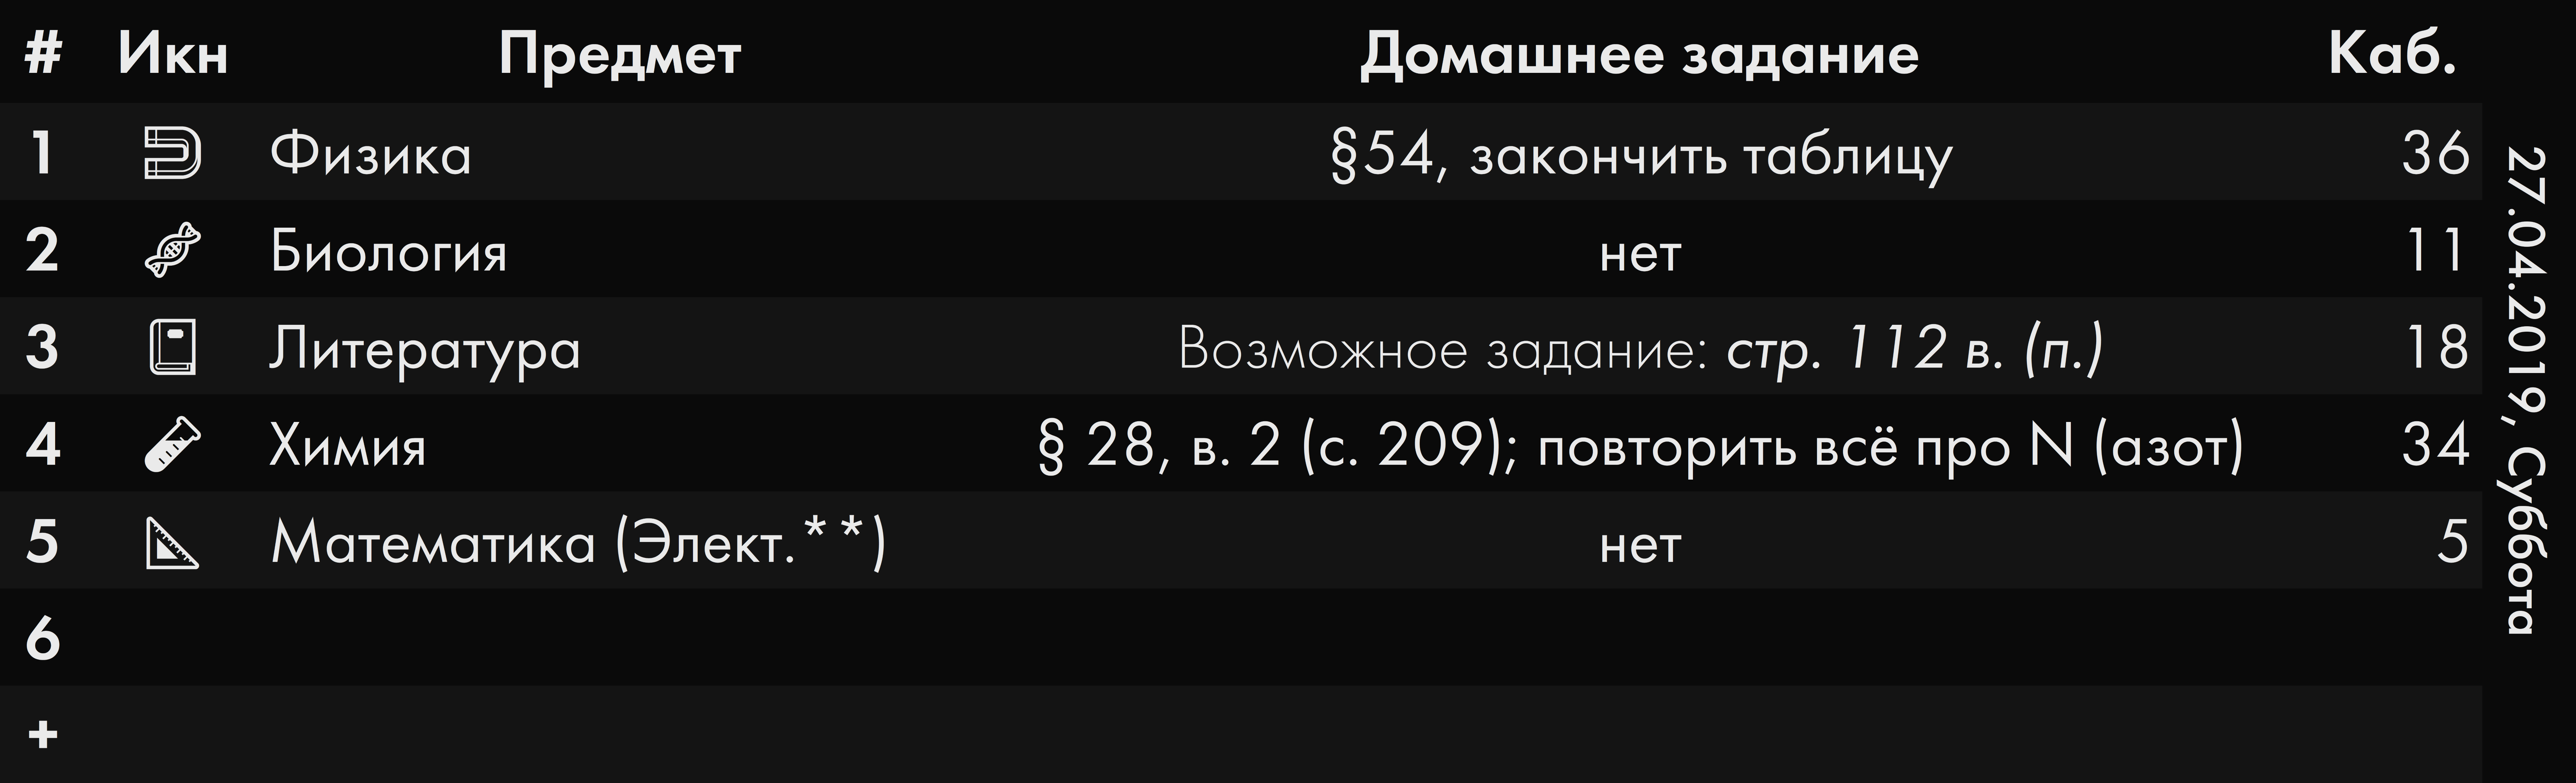 # Икн Предмет Домашнее задание Каб.
1 Физика §54, закончить таблицу 36
2 Биология нет 11
3 Литература Возможное задание: стр. 112 в. (п.) 18
4 Химия § 28, в. 2 (с. 209); повторить всё про N (азот) 34
5 Математика (Элект.**) нет 5
6
+
27.04.2019, Суббота